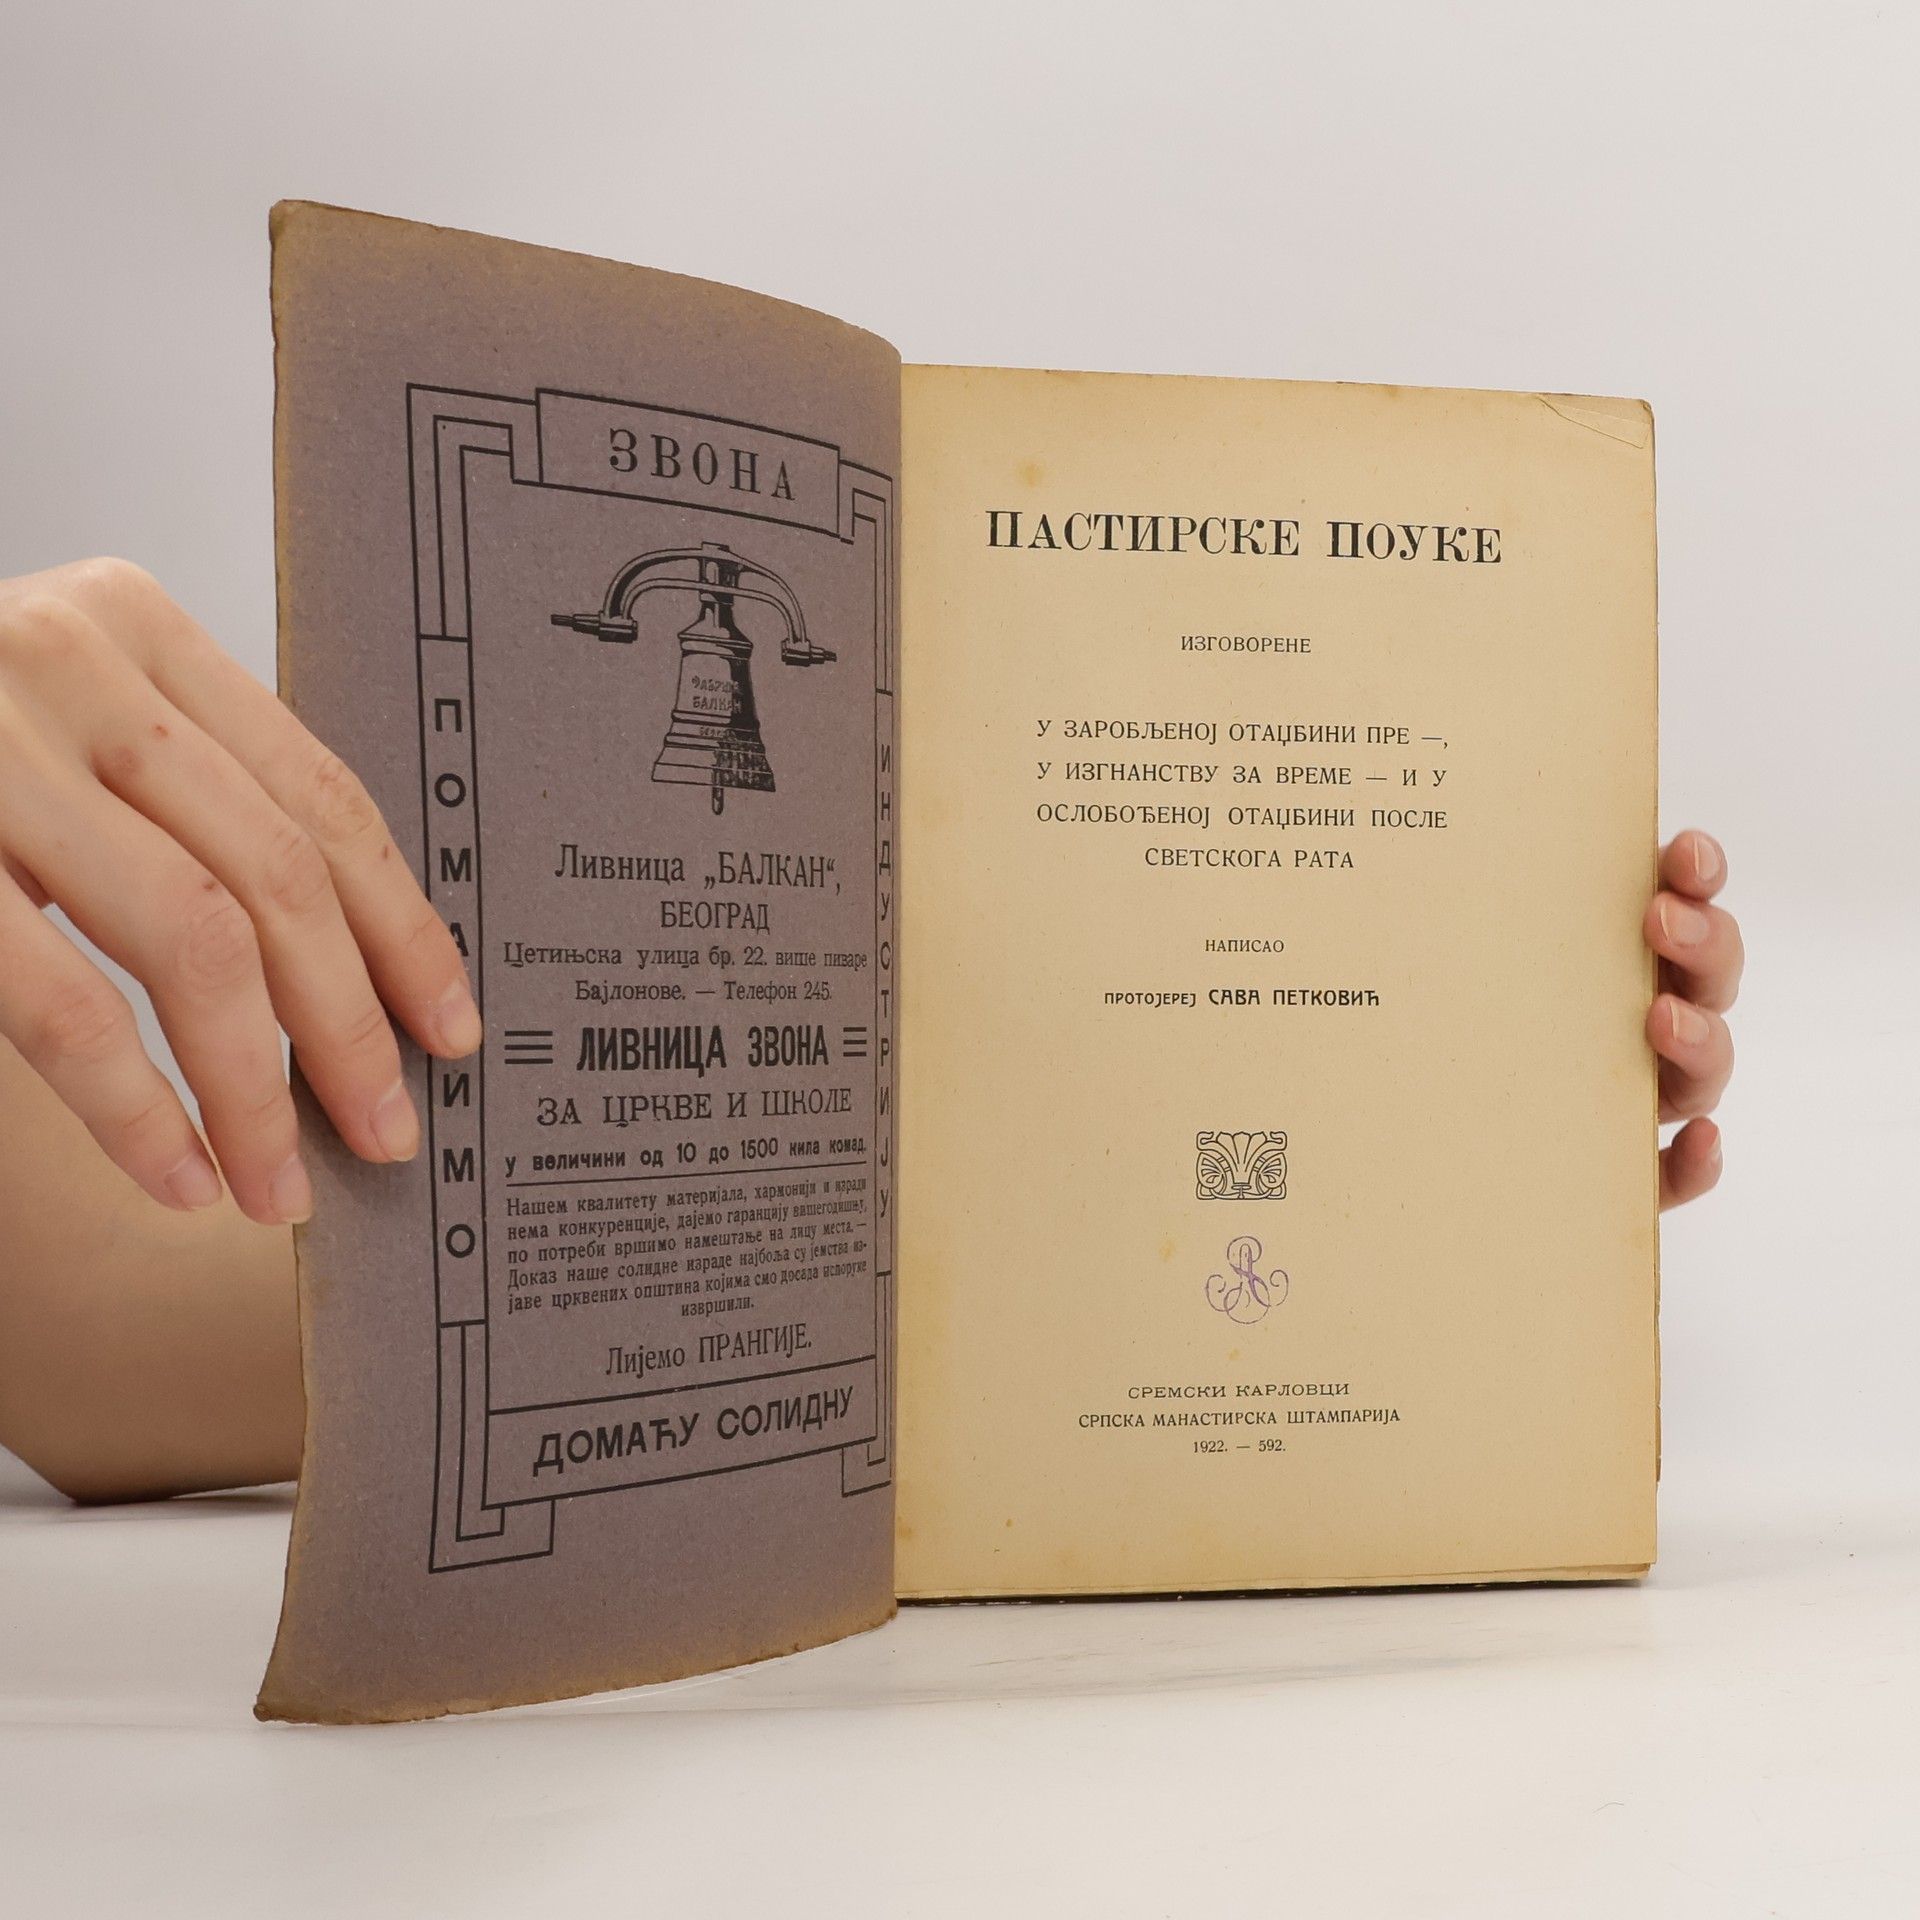 ЗВОНА
ПОМАЖИМО
ФАБРИКА
БАЛКАН
Ливница „БАЛКАН“,
БЕОГРАД
Цетињска улица бр. 22. више пиваре
Бајлонове. — Телефон 245.
ЛИВНИЦА ЗВОНА
ЗА ЦРКВЕ И ШКОЛЕ
у величини од 10 до 1500 кила комад.
Нашем квалитету материјала, хармонији и изради
нема конкуренције, дајемо гаранцију вишегодишњу,
по потреби вршимо намештање на лицу места. —
Доказ наше солидне израде најбоља су јемства из-
јаве црквених општина којима смо досада испоруке
извршили.
Лијемо ПРАНГИЈЕ.
ДОМАЋУ СОЛИДНУ
ИНДУСТРИЈУ
ПАСТИРСКЕ ПОУКЕ
ИЗГОВОРЕНЕ
У ЗАРОБЉЕНОЈ ОТАЏБИНИ ПРЕ —,
У ИЗГНАНСТВУ ЗА ВРЕМЕ — И У
ОСЛОБОЂЕНОЈ ОТАЏБИНИ ПОСЛЕ
СВЕТСКОГА РАТА
НАПИСАО
ПРОТОЈЕРЕЈ САВА ПЕТКОВИЋ
СРЕМСКИ КАРЛОВЦИ
СРПСКА МАНАСТИРСКА ШТАМПАРИЈА
1922. — 592.